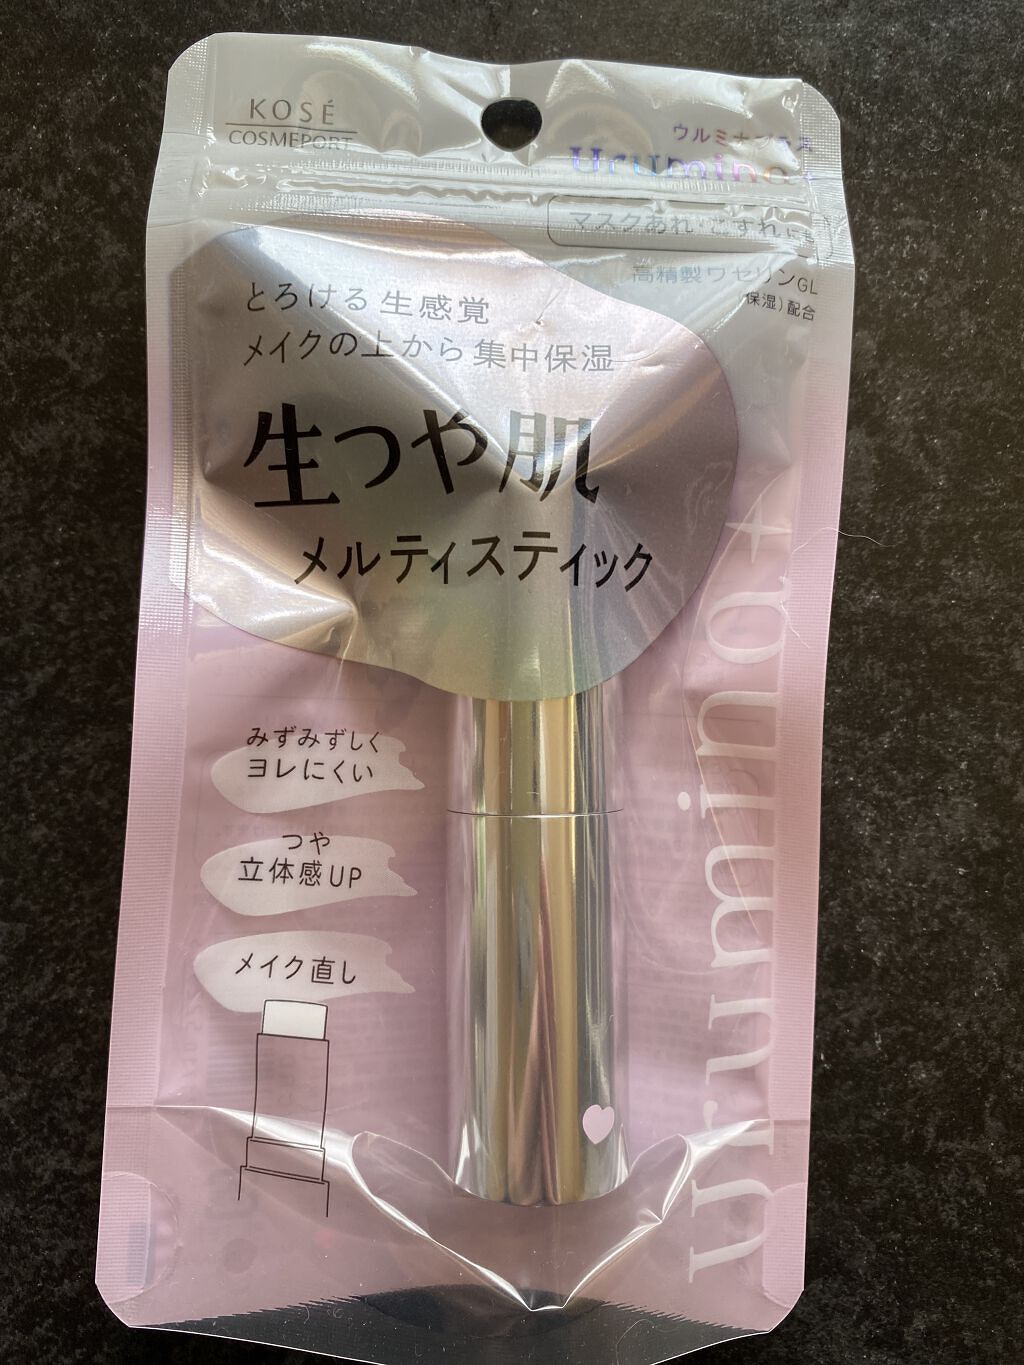 KOSÉ
COSMEPORT
ウルミナプラス
Urumina+
マスクあれ・こすれにも
高精製ワセリンGL
(保湿)配合
とろける生感覚
メイクの上から集中保湿
生つや肌
メルティスティック
みずみずしく
ヨレにくい
つや
立体感UP
メイク直し
urumina+